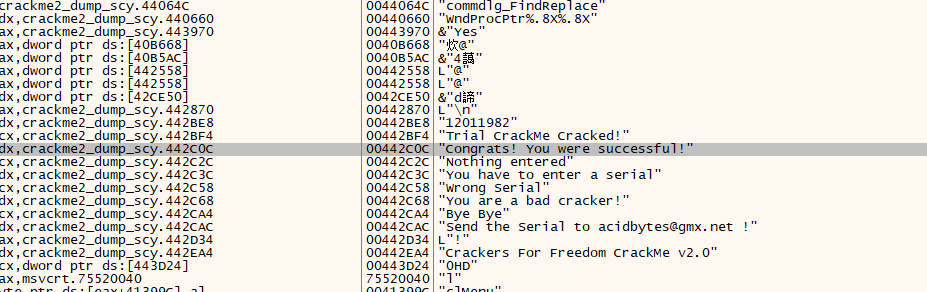 crackme2_dump_scy.44064C 0044064C "commdlg_FindReplace"
dx,crackme2_dump_scy.440660 00440660 "WndProcPtr%.8X%.8X"
ax,crackme2_dump_scy.443970 00443970 &"Yes"
ax,dword ptr ds:[40B668] 0040B668 "炊@"
ax,dword ptr ds:[40B5AC] 0040B5AC &"4蔼"
ax,dword ptr ds:[442558] 00442558 L"@"
ax,dword ptr ds:[442558] 00442558 L"@"
dx,dword ptr ds:[42CE50] 0042CE50 &"d諦"
ax,crackme2_dump_scy.442870 00442870 L"\n"
dx,crackme2_dump_scy.442BE8 00442BE8 "12011982"
dx,crackme2_dump_scy.442BF4 00442BF4 "Trial CrackMe Cracked!"
dx,crackme2_dump_scy.442C0C 00442C0C "Congrats! You were successful!"
cx,crackme2_dump_scy.442C2C 00442C2C "Nothing entered"
dx,crackme2_dump_scy.442C3C 00442C3C "You have to enter a serial"
cx,crackme2_dump_scy.442C58 00442C58 "Wrong Serial"
dx,crackme2_dump_scy.442C68 00442C68 "You are a bad cracker!"
cx,crackme2_dump_scy.442CA4 00442CA4 "Bye Bye"
dx,crackme2_dump_scy.442CAC 00442CAC "Send the Serial to acidbytes@gmx.net !"
ax,crackme2_dump_scy.442D34 00442D34 L"!"
dx,crackme2_dump_scy.442EA4 00442EA4 "Crackers For Freedom CrackMe v2.0"
cx,dword ptr ds:[443D24] 00443D24 "0HD"
ax,msvcrt.75520040 75520040 "l"